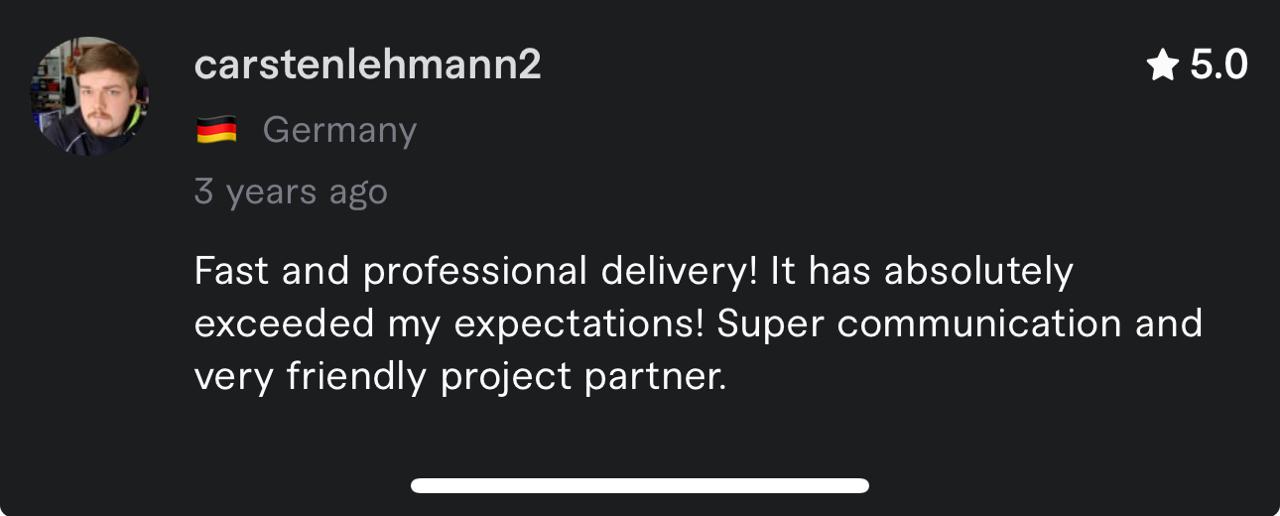 carstenlehmann2
★ 5.0
Germany
3 years ago
Fast and professional delivery! It has absolutely
exceeded my expectations! Super communication and
very friendly project partner.